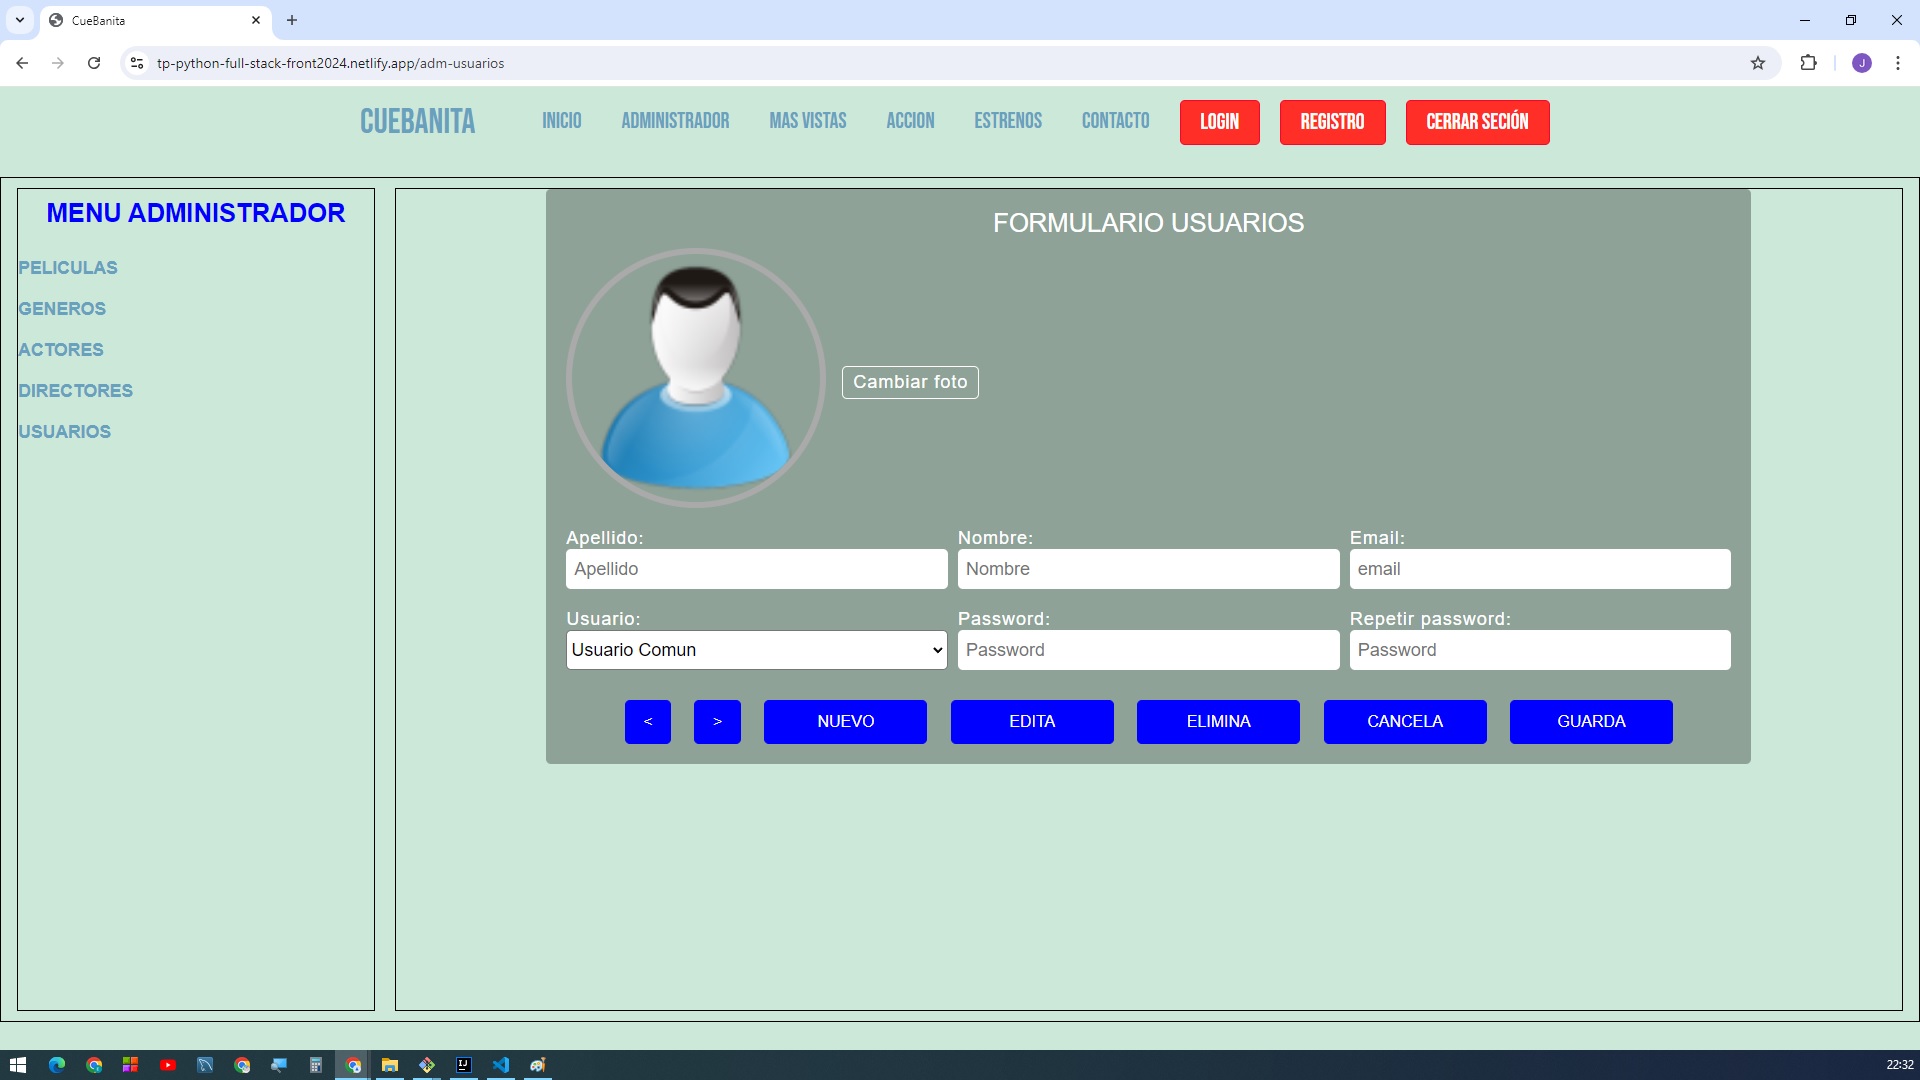 CueBanita
tp-python-full-stack-front2024.netlify.app/adm-usuarios
J
CUEBANITA INICIO ADMINISTRADOR MAS VISTAS ACCION ESTRENOS CONTACTO LOGIN REGISTRO CERRAR SECIÓN
MENU ADMINISTRADOR
PELICULAS
GENEROS
ACTORES
DIRECTORES
USUARIOS
FORMULARIO USUARIOS
Cambiar foto
Apellido: Nombre: Email:
Apellido Nombre email
Usuario: Password: Repetir password:
Usuario Comun Password Password
< > NUEVO EDITA ELIMINA CANCELA GUARDA
IJ
22:32